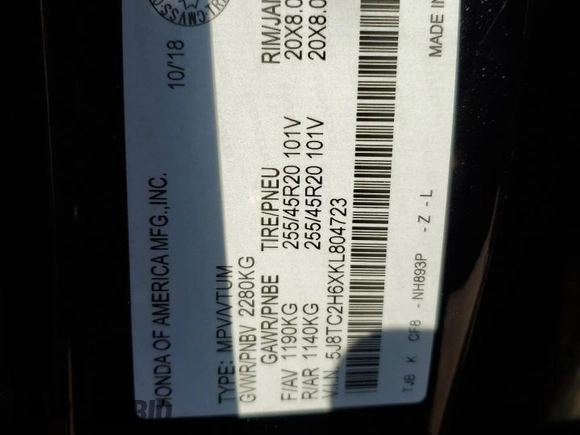 CMVSS
HONDA OF AMERICA MFG.,INC. 10/18
TYPE: MPV/VTUM
GVWR/PNBV 2280KG
GAWR/PNBE TIRE/PNEU RIM/JAN
F/AV 1190KG 255/45R20 101V 20X8.0
R/AR 1140KG 255/45R20 101V 20X8.0
V.I.N. 5J8TC2H6XKL804723 MADE IN
TJB K CF8 - NH893P - Z - L